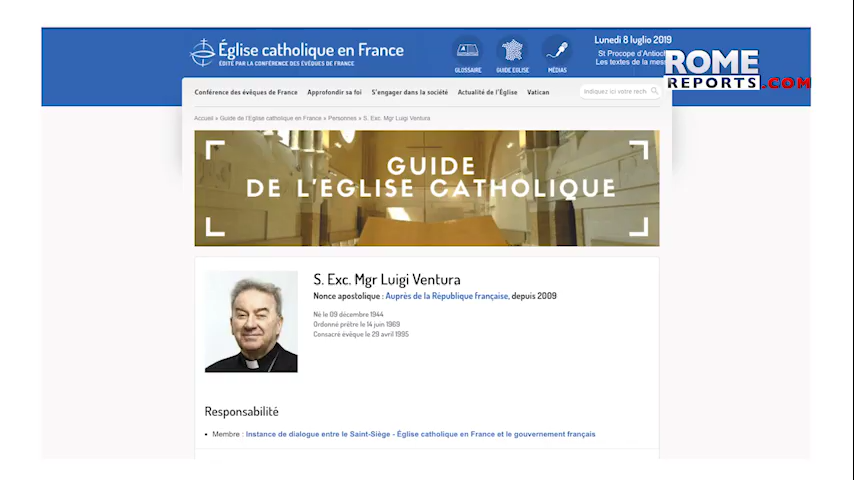 Église catholique en France
ÉDITÉ PAR LA CONFÉRENCE DES ÉVÊQUES DE FRANCE
GLOSSAIRE
GUIDE EGLISE
MÉDIAS
Lunedì 8 luglio 2019
St Procope d'Antioch
Les textes de la mess
ROME
REPORTS.COM
Conférence des évêques de France Approfondir sa foi S'engager dans la société Actualité de l'Église Vatican
Indiquez ici votre rech
Accueil » Guide de l'Eglise catholique en France » Personnes » S. Exc. Mgr Luigi Ventura
GUIDE
DE L'EGLISE CATHOLIQUE
S. Exc. Mgr Luigi Ventura
Nonce apostolique : Auprès de la République française, depuis 2009
Né le 09 décembre 1944
Ordonné prêtre le 14 juin 1969
Consacré évêque le 29 avril 1995
Responsabilité
Membre : Instance de dialogue entre le Saint-Siège - Église catholique en France et le gouvernement français